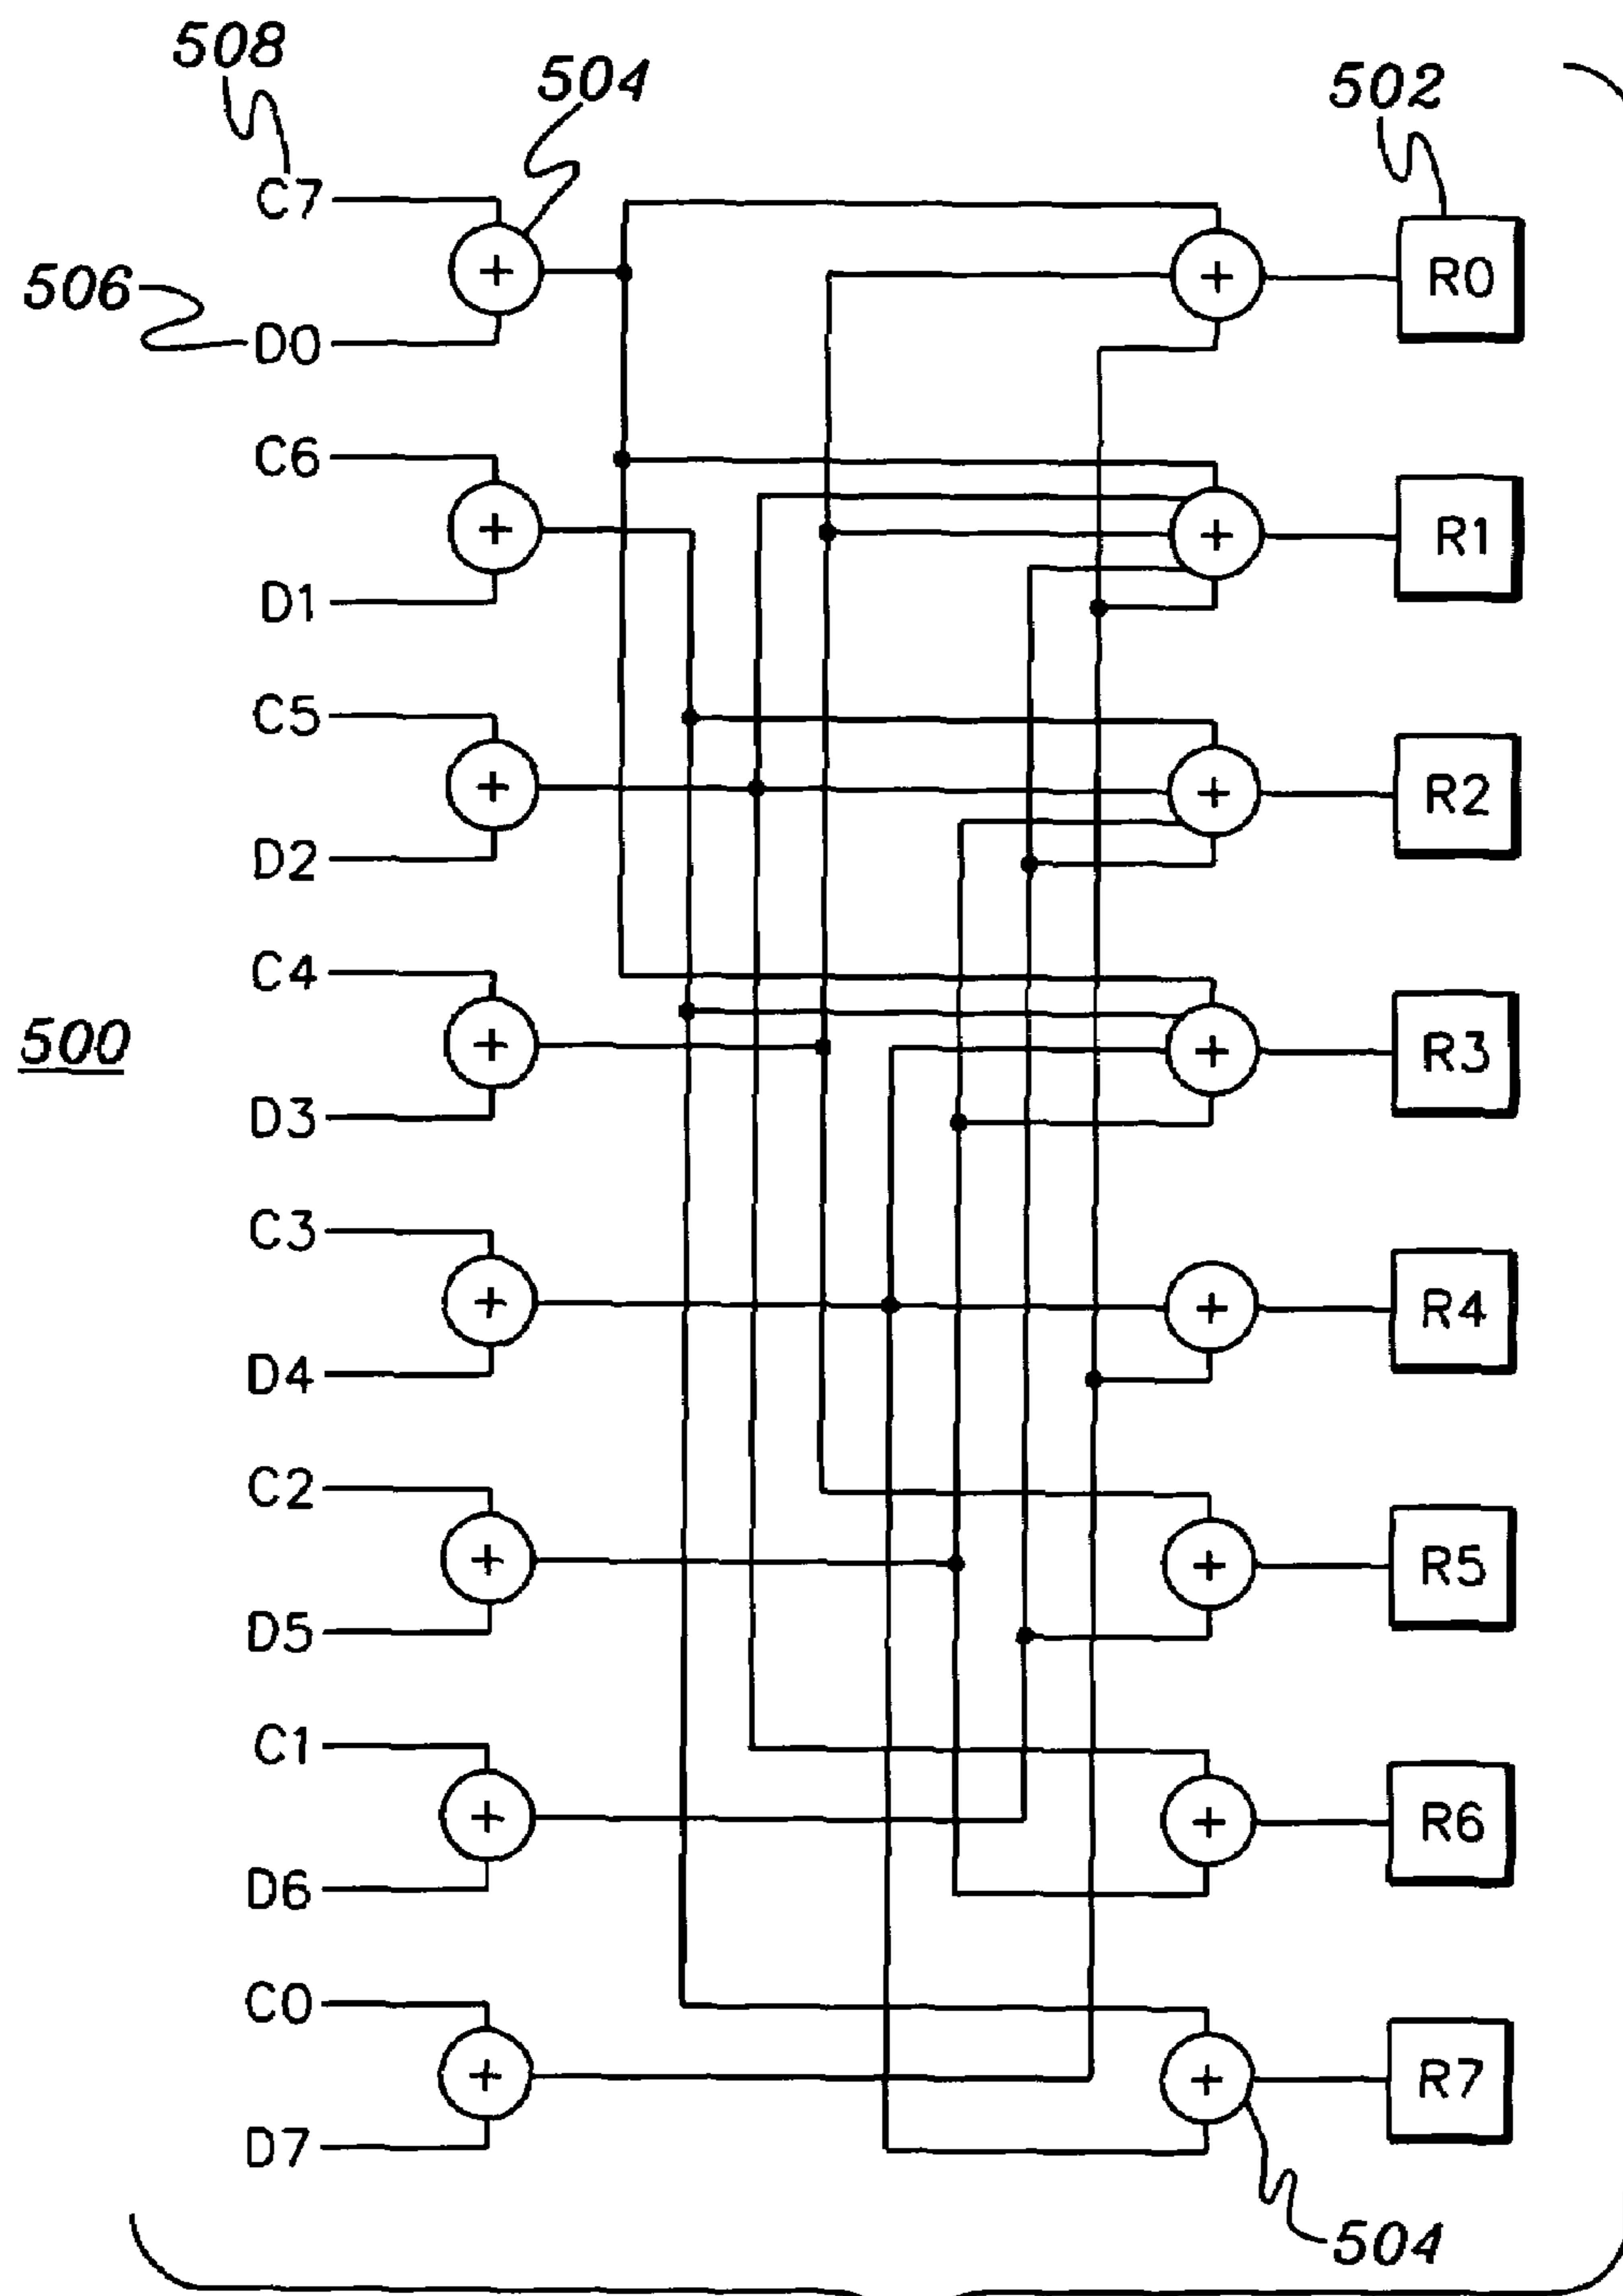 508
504
502
C7
506
D0
+
+
R0
C6
D1
+
+
R1
C5
D2
+
+
R2
C4
500
D3
+
+
R3
C3
D4
+
+
R4
C2
D5
+
+
R5
C1
D6
+
+
R6
C0
D7
+
+
R7
504